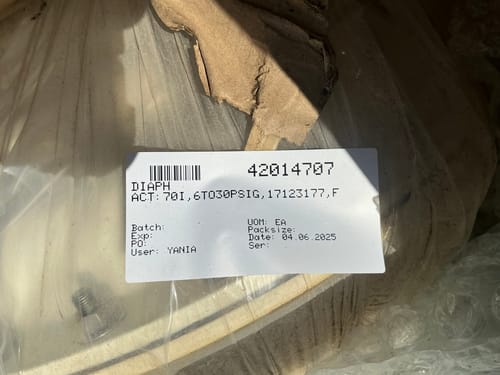 42014707
DIAPH
ACT:70I,6TO30PSIG,17123177,F
Batch:
Exp:
PO:
User: YANIA
UOM: EA
Packsize:
Date: 04.06.2025
Ser: